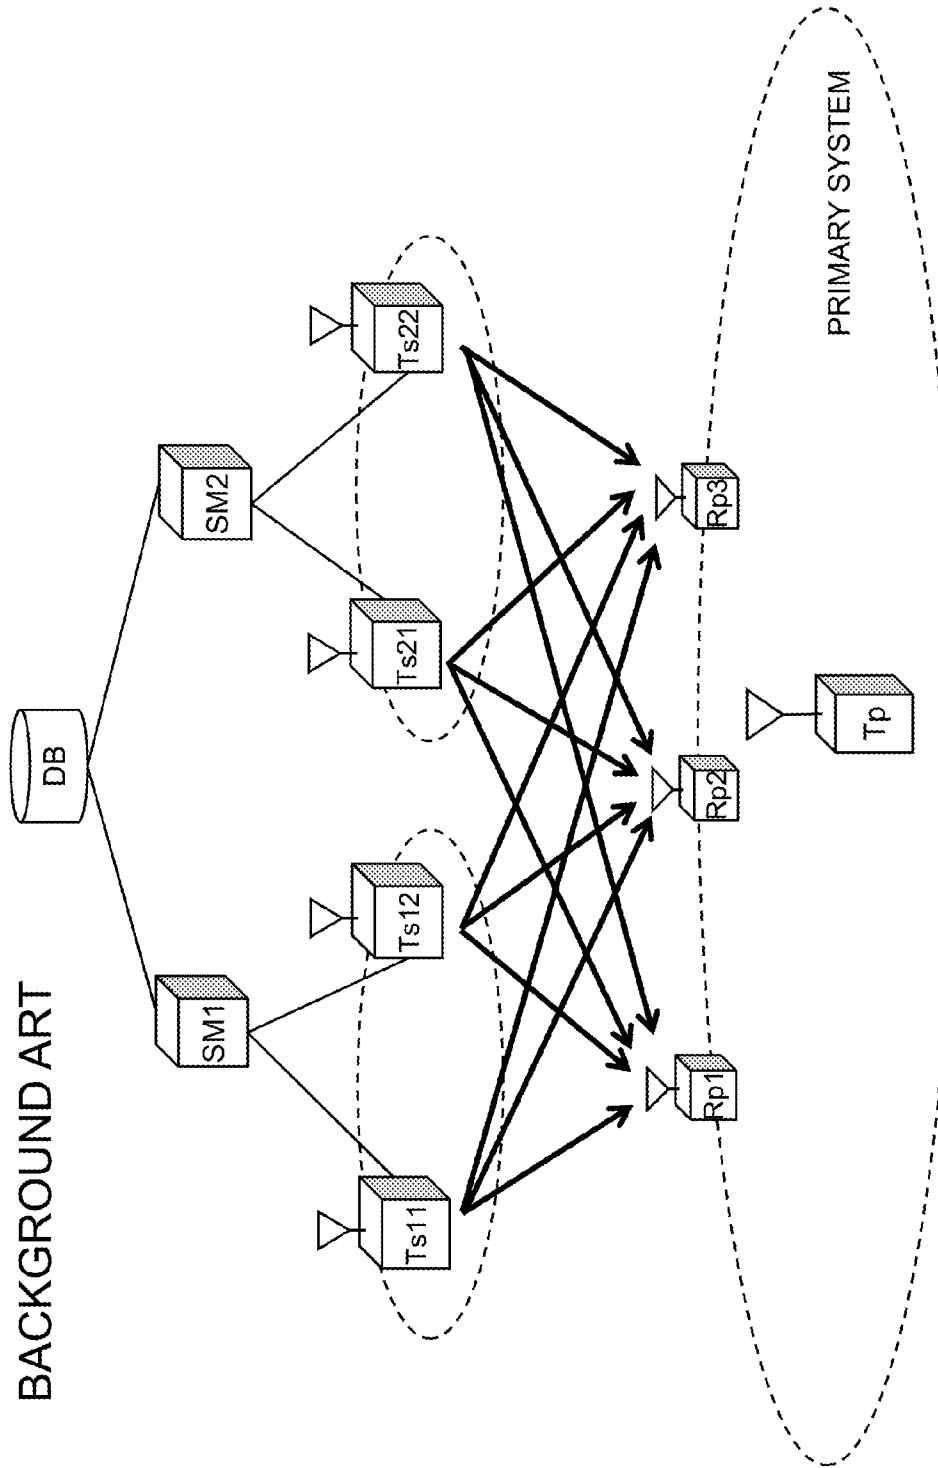 BACKGROUND ART
DB
SM1
SM2
Ts11
Ts12
Ts21
Ts22
Rp1
Rp2
Rp3
Tp
PRIMARY SYSTEM